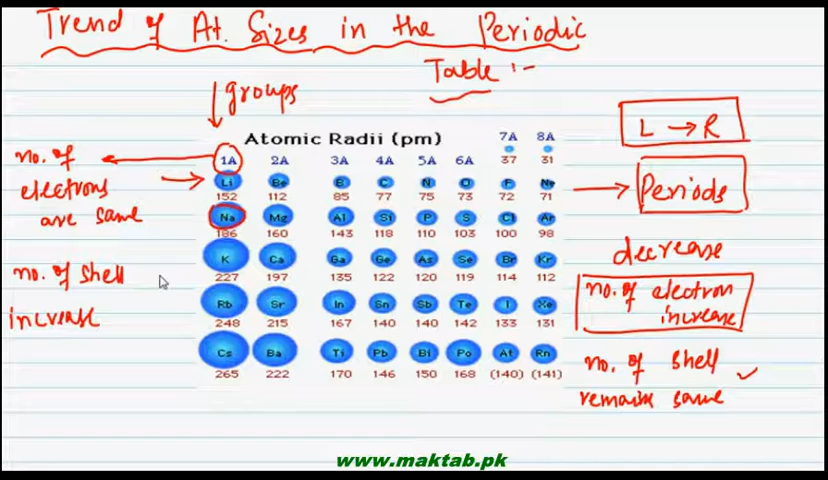 Trend of At. Sizes in the Periodic
Table :-
groups
L → R
Periods
decrease
no. of electron
increase
no. of shell
remains same
no. of
electrons
are same
no. of shell
increase
Atomic Radii (pm)
7A 8A
37 31
1A 2A 3A 4A 5A 6A
Li Be B C N O F Ne
152 112 85 77 75 73 72 71
Na Mg Al Si P S Cl Ar
186 160 143 118 110 103 100 98
K Ca Ga Ge As Se Br Kr
227 197 135 122 120 119 114 112
Rb Sr In Sn Sb Te I Xe
248 215 167 140 140 142 133 131
Cs Ba Ti Pb Bi Po At Rn
265 222 170 146 150 168 (140) (141)
www.maktab.pk